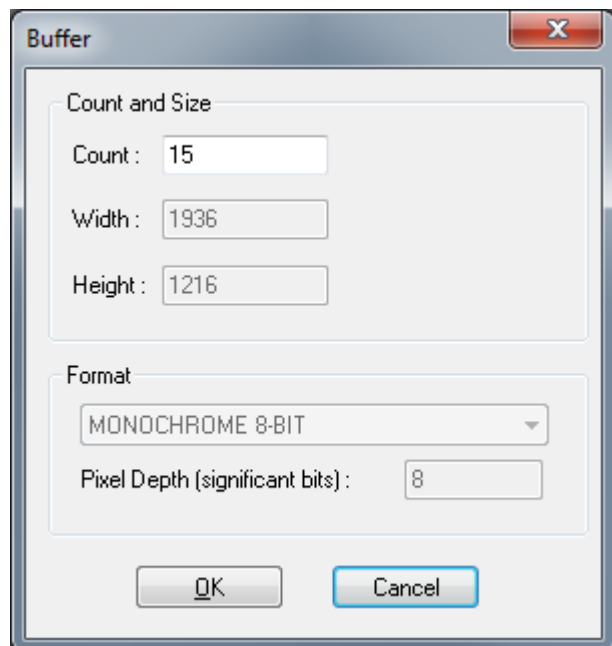 Buffer
Count and Size
Count : 15
Width : 1936
Height : 1216
Format
MONOCHROME 8-BIT
Pixel Depth (significant bits) : 8
OK Cancel